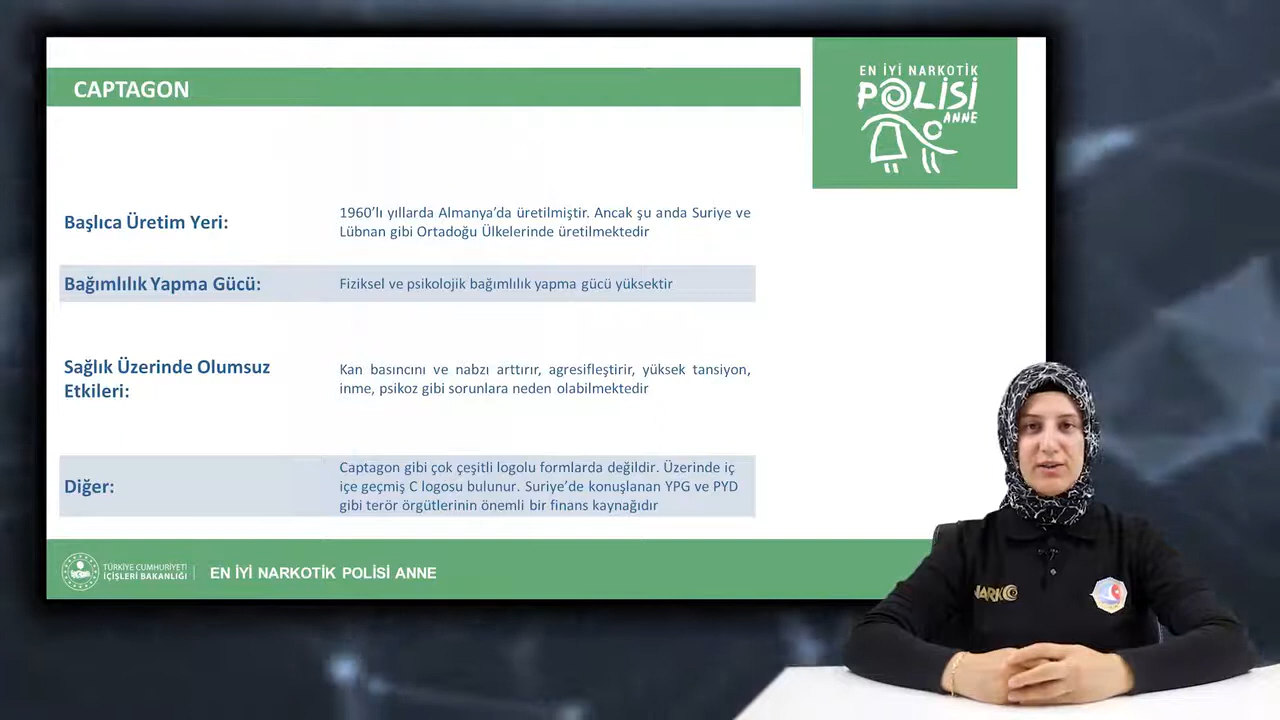 CAPTAGON
EN İYİ NARKOTİK
POLİSİ
ANNE
Başlıca Üretim Yeri:
1960’lı yıllarda Almanya’da üretilmiştir. Ancak şu anda Suriye ve
Lübnan gibi Ortadoğu Ülkelerinde üretilmektedir
Bağımlılık Yapma Gücü:
Fiziksel ve psikolojik bağımlılık yapma gücü yüksektir
Sağlık Üzerinde Olumsuz
Etkileri:
Kan basıncını ve nabzı arttırır, agresifleştirir, yüksek tansiyon,
inme, psikoz gibi sorunlara neden olabilmektedir
Diğer:
Captagon gibi çok çeşitli logolu formlarda değildir. Üzerinde iç
içe geçmiş C logosu bulunur. Suriye’de konuşlanan YPG ve PYD
gibi terör örgütlerinin önemli bir finans kaynağıdır
TÜRKİYE CUMHURİYETİ
İÇİŞLERİ BAKANLIĞI
EN İYİ NARKOTİK POLİSİ ANNE